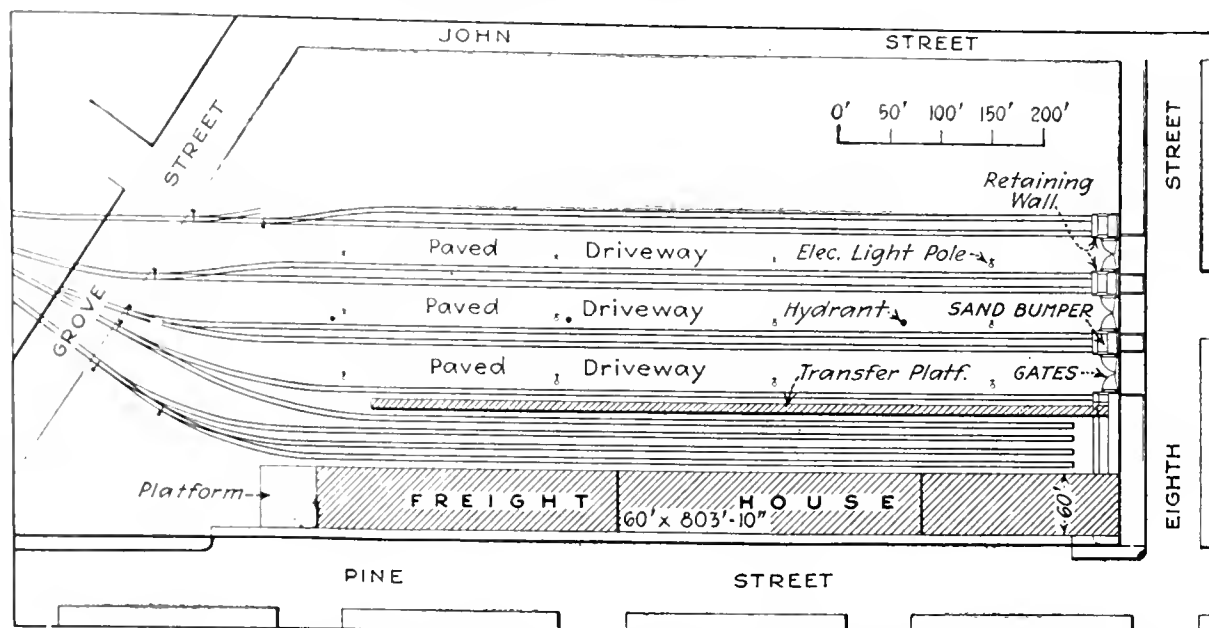 JOHN STREET
STREET
0' 50' 100' 150' 200'
STREET
Retaining
Wall
Paved Driveway Elec. Light Pole
GROVE
Paved Driveway Hydrant SAND BUMPER
Paved Driveway Transfer Platf. GATES
Platform
FREIGHT HOUSE
60' x 803'-10"
60'
EIGHTH
PINE STREET